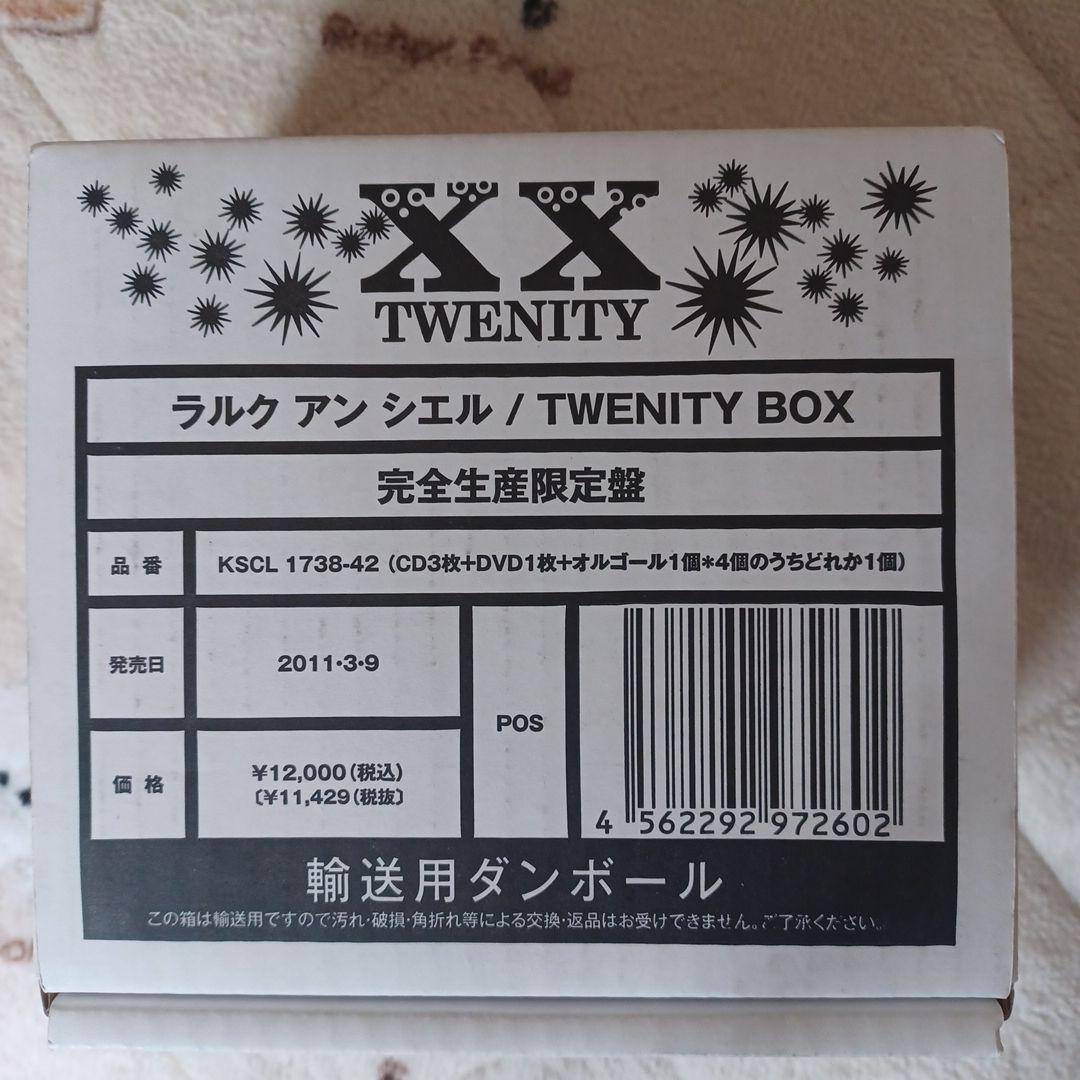 XX
TWENITY
ラルク アン シエル / TWENITY BOX
完全生産限定盤
品番
KSCL 1738-42 (CD3枚+DVD1枚+オルゴール1個*4個のうちどれか1個)
発売日
2011・3・9
POS
価格
¥12,000(税込)
〔¥11,429(税抜〕
4 562292 972602
輸送用ダンボール
この箱は輸送用ですので汚れ・破損・角折れ等による交換・返品はお受けできません。ご了承ください。